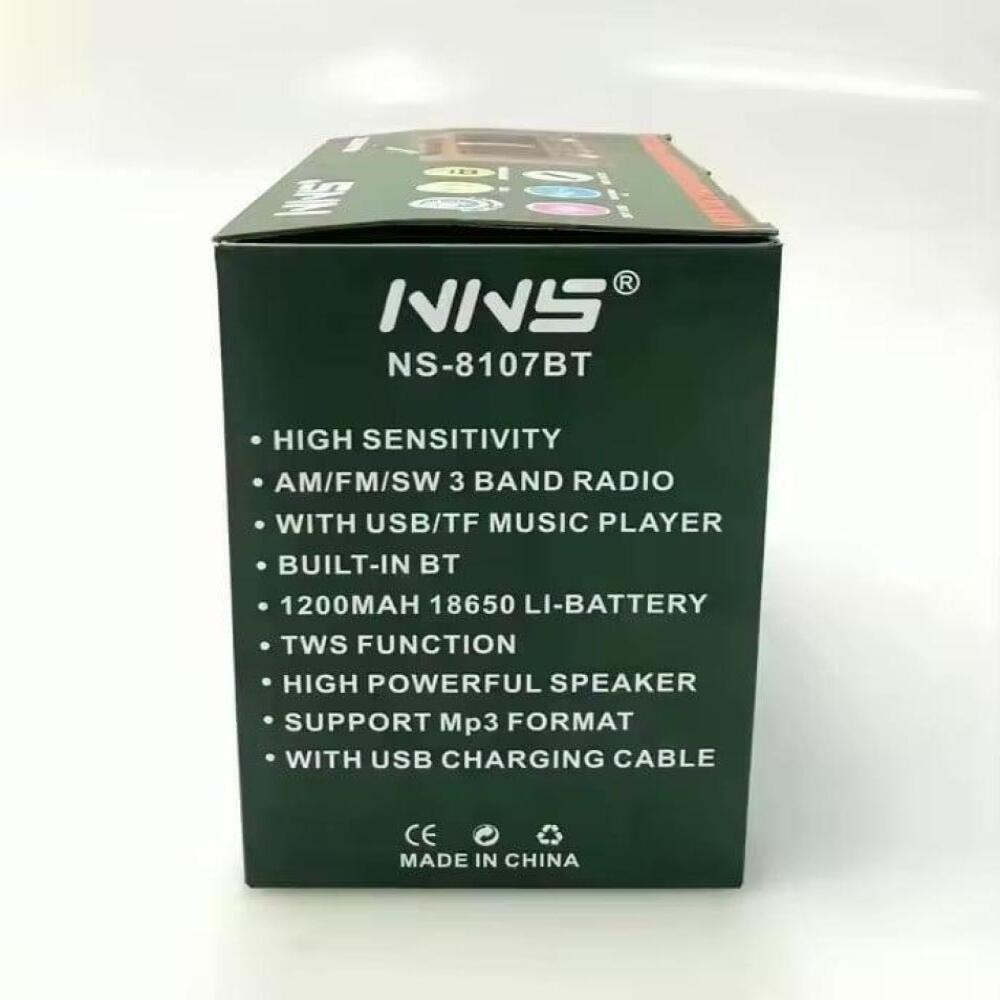 NNS
NNS®
NS-8107BT
• HIGH SENSITIVITY
• AM/FM/SW 3 BAND RADIO
• WITH USB/TF MUSIC PLAYER
• BUILT-IN BT
• 1200MAH 18650 LI-BATTERY
• TWS FUNCTION
• HIGH POWERFUL SPEAKER
• SUPPORT Mp3 FORMAT
• WITH USB CHARGING CABLE
CE
MADE IN CHINA